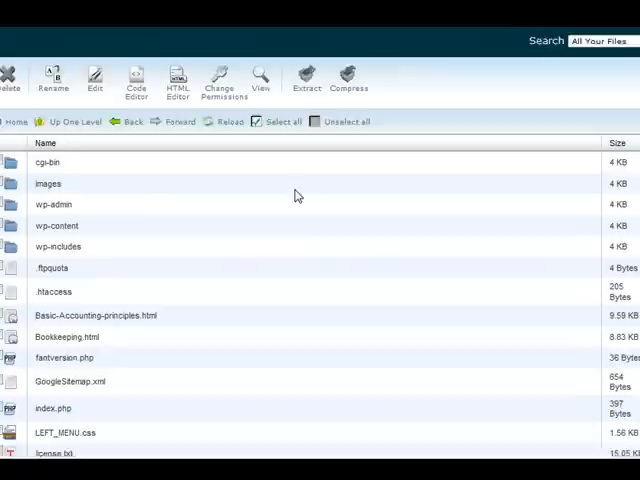 Search All Your Files
elete Rename Edit Code Editor HTML Editor Change Permissions View Extract Compress
Home Up One Level Back Forward Reload Select all Unselect all
Name Size
cgi-bin 4 KB
images 4 KB
wp-admin 4 KB
wp-content 4 KB
wp-includes 4 KB
.ftpquota 4 Bytes
.htaccess 205 Bytes
Basic-Accounting-principles.html 9.59 KB
Bookkeeping.html 8.83 KB
fantversion.php 36 Bytes
GoogleSitemap.xml 654 Bytes
index.php 397 Bytes
LEFT_MENU.css 1.56 KB
license.txt 15.05 KB